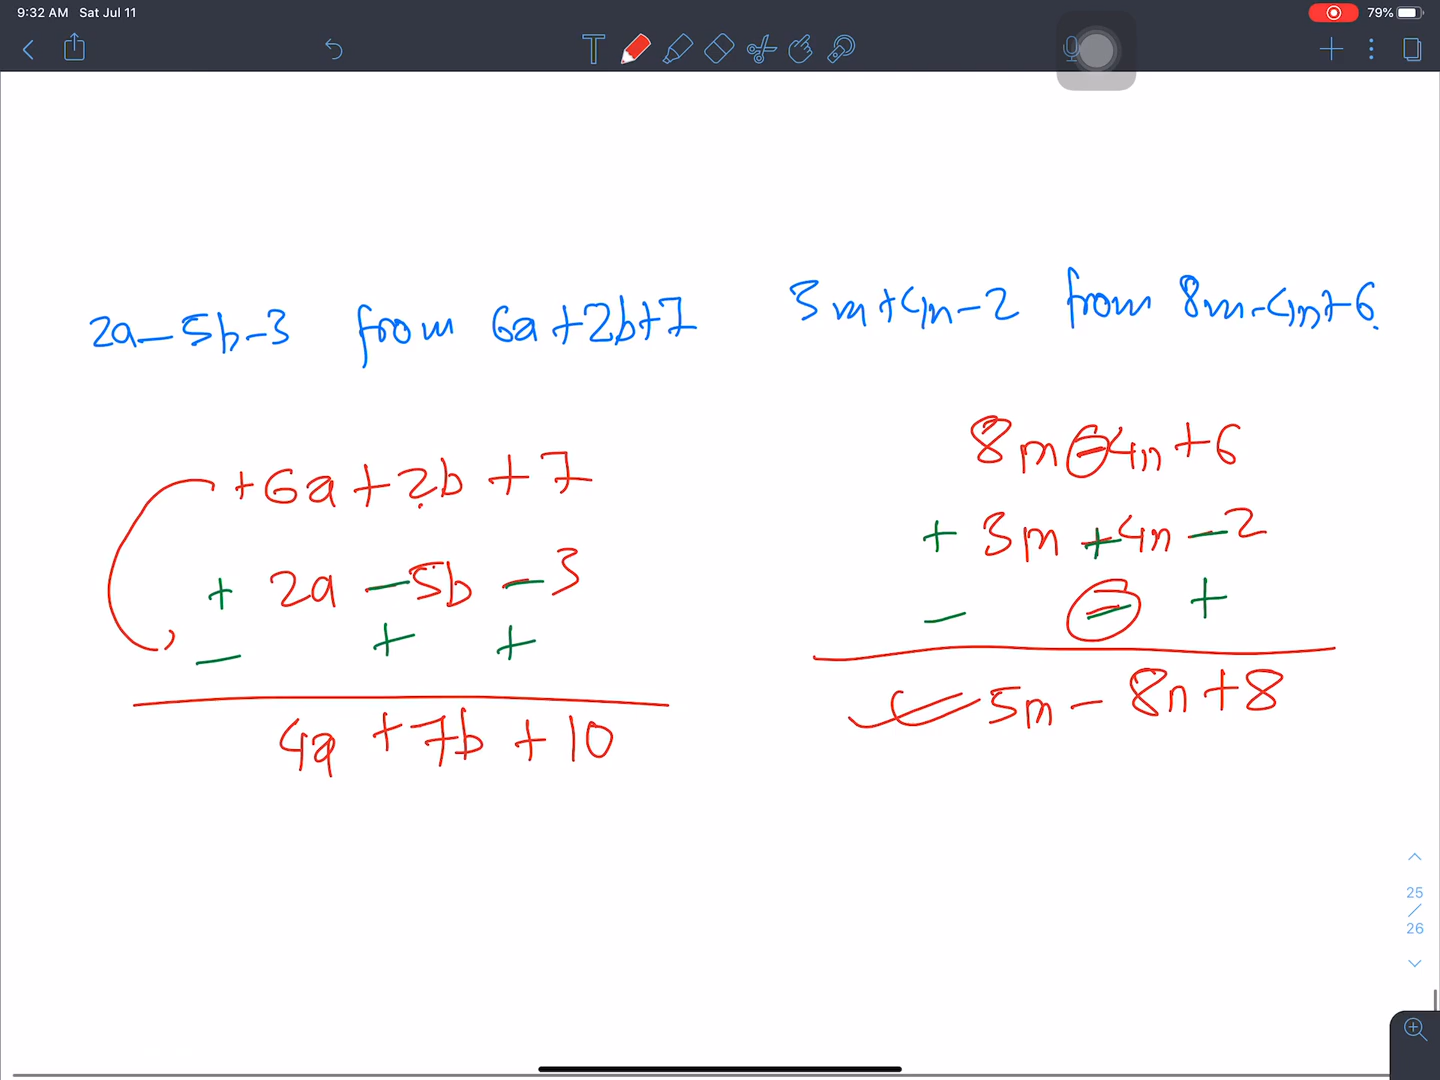 9:32 AM Sat Jul 11
79%
T
2a-5b-3 from 6a+2b+7
+6a+2b+7
+ 2a -5b -3
- + +
4a +7b +10
3m+4n-2 from 8m-4n+6
8m-4n+6
+ 3m +4n -2
- - +
5m - 8n+8
25
/
26